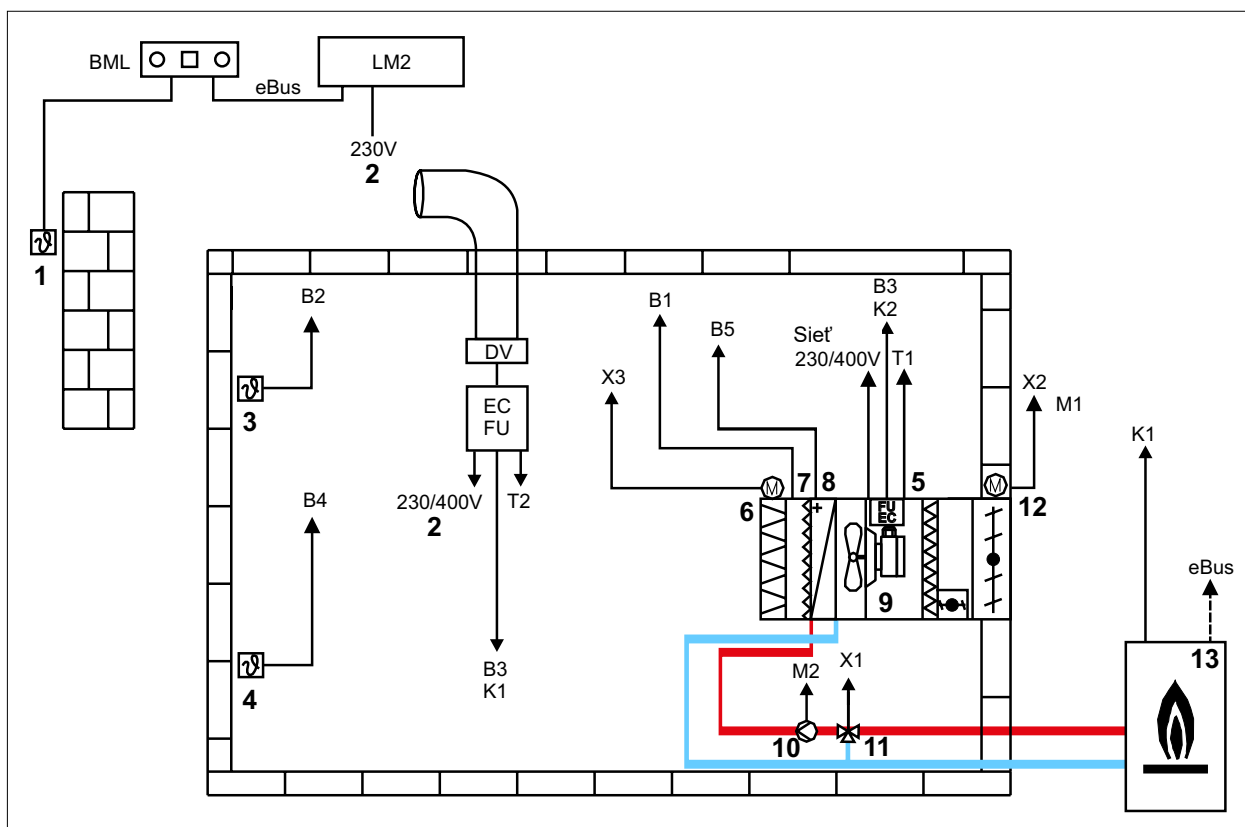 BML
LM2
eBus
230V
2
1
B2
B1
B3
K2
B5
Sieť
230/400V
T1
DV
X3
X2
M1
EC
FU
3
K1
7
8
5
230/400V
T2
2
M
6
+
FU
EC
M
12
B4
eBus
9
B3
K1
M2
X1
13
4
10
11